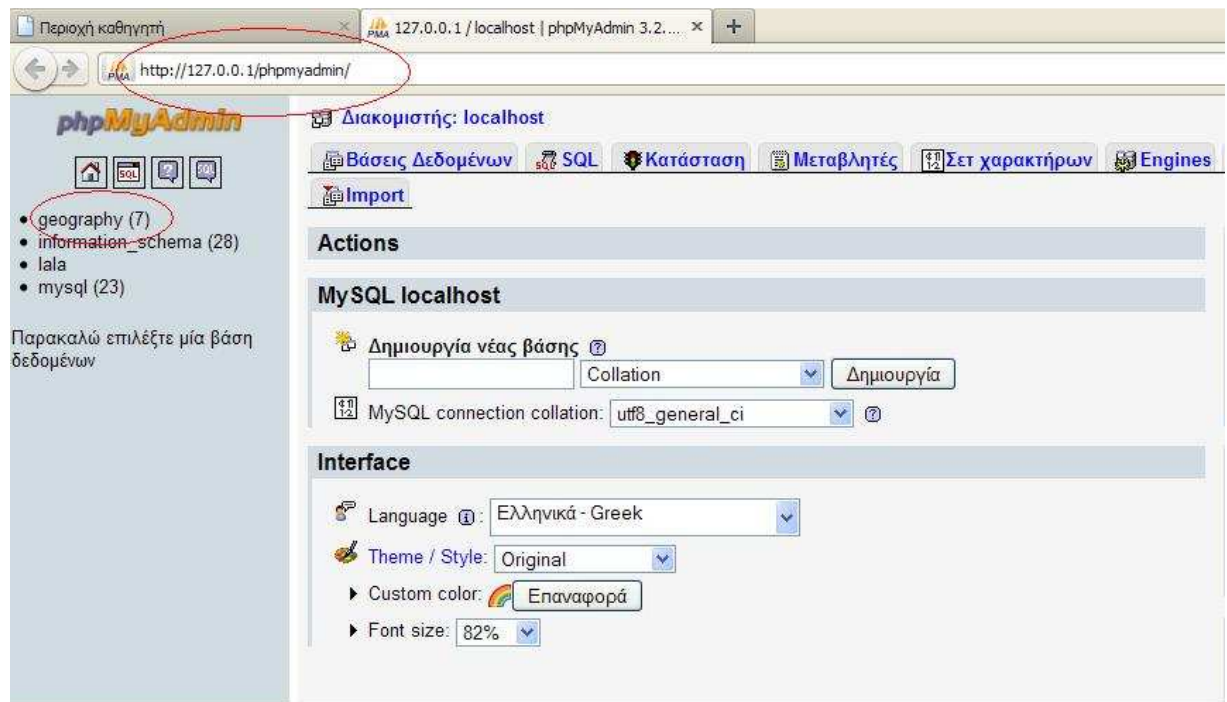 Περιοχή καθηγητή
PMA 127.0.0.1 / localhost | phpMyAdmin 3.2....
PMA http://127.0.0.1/phpmyadmin/
phpMyAdmin
SQL
geography (7)
information_schema (28)
lala
mysql (23)
Παρακαλώ επιλέξτε μία βάση
δεδομένων
Διακομιστής: localhost
Βάσεις Δεδομένων SQL Κατάσταση Μεταβλητές Σετ χαρακτήρων Engines
Import
Actions
MySQL localhost
Δημιουργία νέας βάσης
Collation Δημιουργία
MySQL connection collation: utf8_general_ci
Interface
Language : Ελληνικά - Greek
Theme / Style: Original
Custom color: Επαναφορά
Font size: 82%